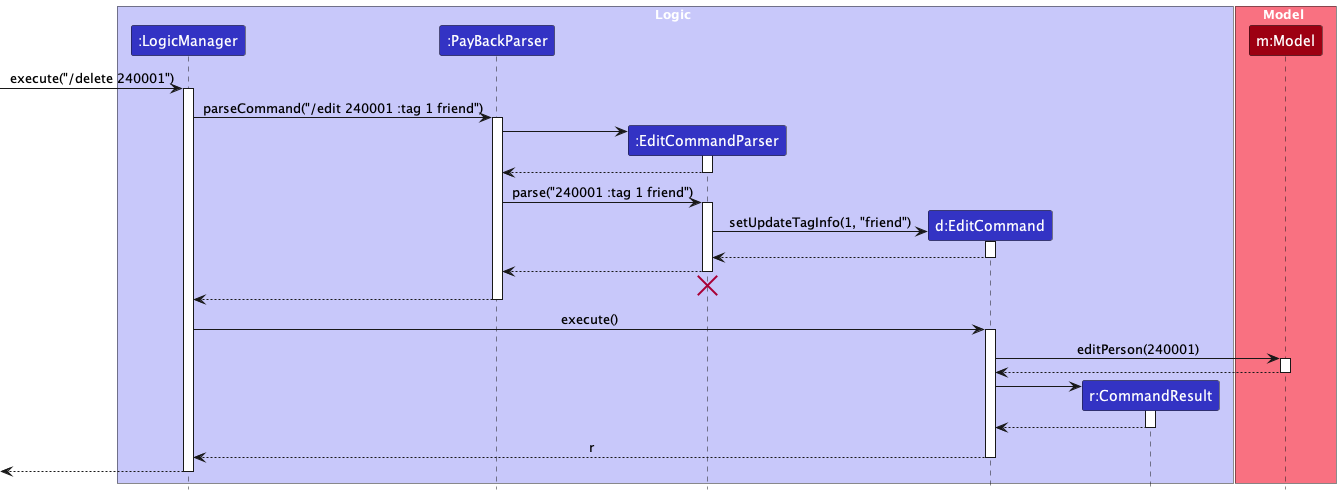 Logic
Model
:LogicManager
:PayBackParser
m:Model
execute("/delete 240001")
parseCommand("/edit 240001 :tag 1 friend")
:EditCommandParser
parse("240001 :tag 1 friend")
setUpdateTagInfo(1, "friend")
d:EditCommand
execute()
editPerson(240001)
r:CommandResult
r